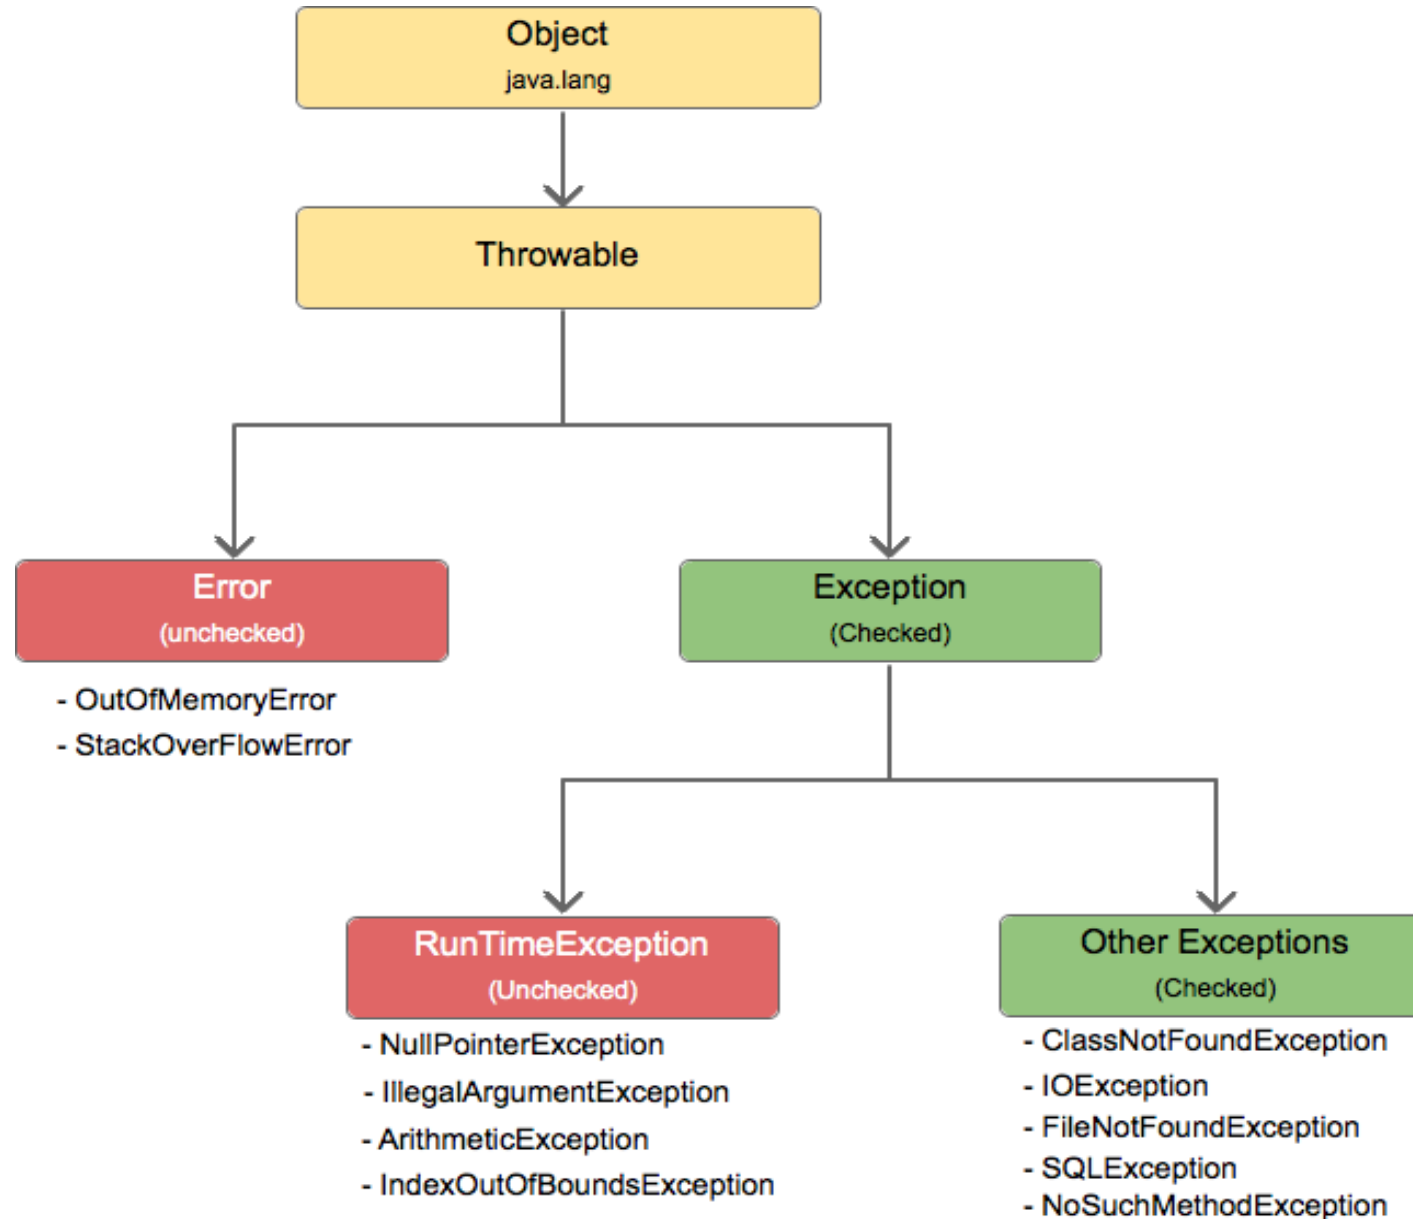 Object
java.lang
Throwable
Error
(unchecked)
- OutOfMemoryError
- StackOverFlowError
Exception
(Checked)
RunTimeException
(Unchecked)
- NullPointerException
- IllegalArgumentException
- ArithmeticException
- IndexOutOfBoundsException
Other Exceptions
(Checked)
- ClassNotFoundException
- IOException
- FileNotFoundException
- SQLException
- NoSuchMethodException